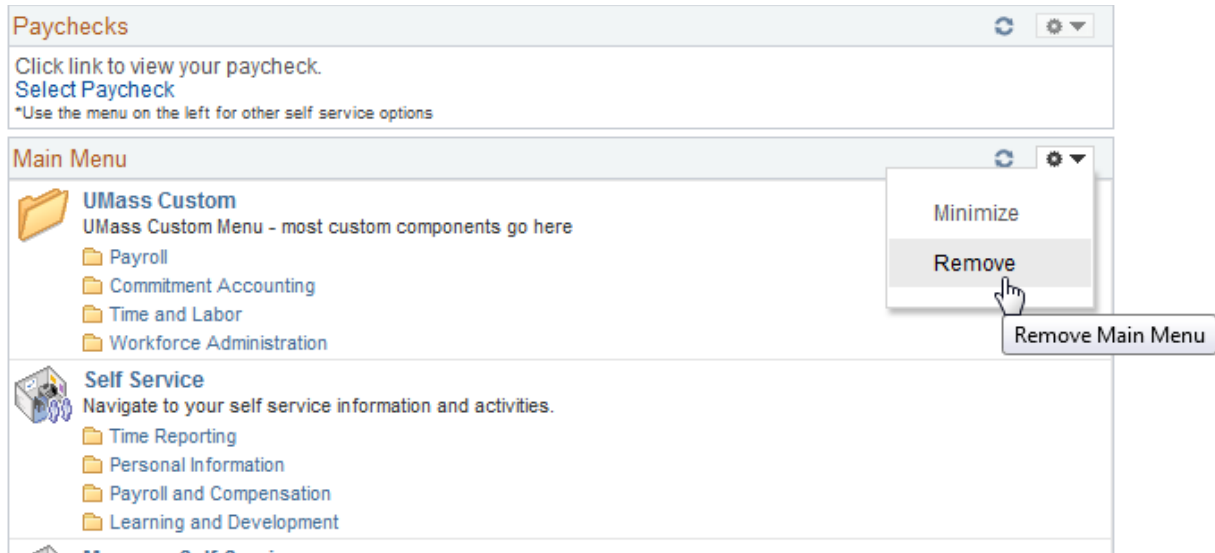 Paychecks
Click link to view your paycheck.
Select Paycheck
*Use the menu on the left for other self service options
Main Menu
UMass Custom
UMass Custom Menu - most custom components go here
Payroll
Commitment Accounting
Time and Labor
Workforce Administration
Minimize
Remove
Remove Main Menu
Self Service
Navigate to your self service information and activities.
Time Reporting
Personal Information
Payroll and Compensation
Learning and Development